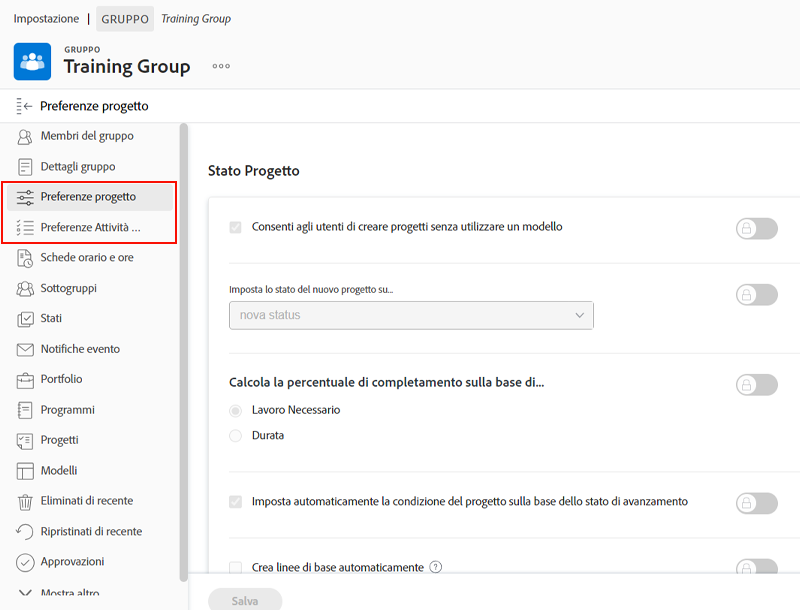 Impostazione | GRUPPO Training Group
GRUPPO
Training Group
Preferenze progetto
Membri del gruppo
Dettagli gruppo
Preferenze progetto
Preferenze Attività ...
Schede orario e ore
Sottogruppi
Stati
Notifiche evento
Portfolio
Programmi
Progetti
Modelli
Eliminati di recente
Ripristinati di recente
Approvazioni
Mostra altro
Stato Progetto
Consenti agli utenti di creare progetti senza utilizzare un modello
Imposta lo stato del nuovo progetto su...
nova status
Calcola la percentuale di completamento sulla base di...
Lavoro Necessario
Durata
Imposta automaticamente la condizione del progetto sulla base dello stato di avanzamento
Crea linee di base automaticamente ?
Salva